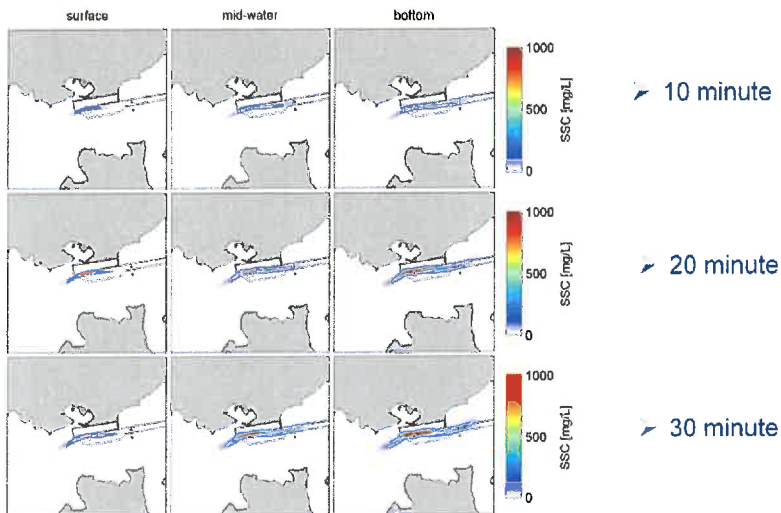 surface mid-water bottom
1000
500
0
SSC [mg/L]
10 minute
1000
500
0
SSC [mg/L]
20 minute
1000
500
0
SSC [mg/L]
30 minute